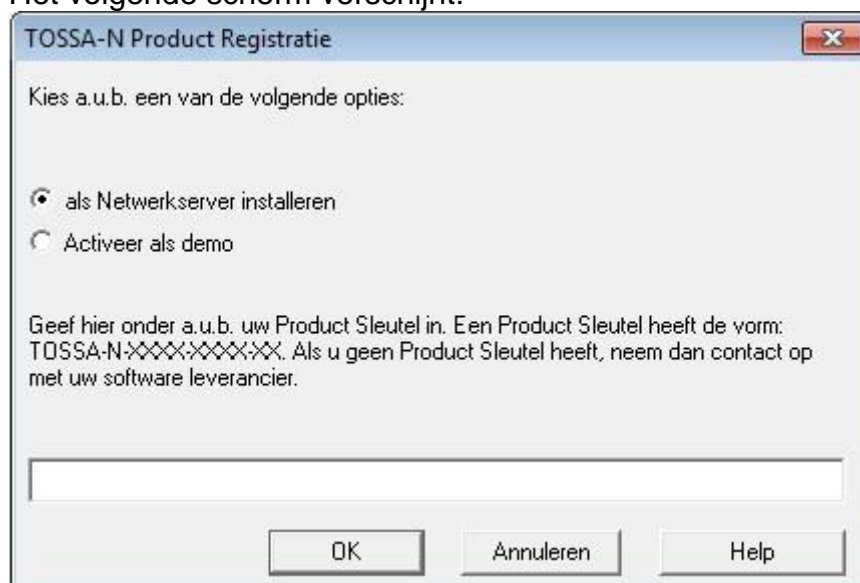 Het volgende scherm verschijnt:
TOSSA-N Product Registratie
Kies a.u.b. een van de volgende opties:
als Netwerkserver installeren
Activeer als demo
Geef hier onder a.u.b. uw Product Sleutel in. Een Product Sleutel heeft de vorm:
TOSSA-N-XXXX-XXXX-XX. Als u geen Product Sleutel heeft, neem dan contact op
met uw software leverancier.
OK Annuleren Help